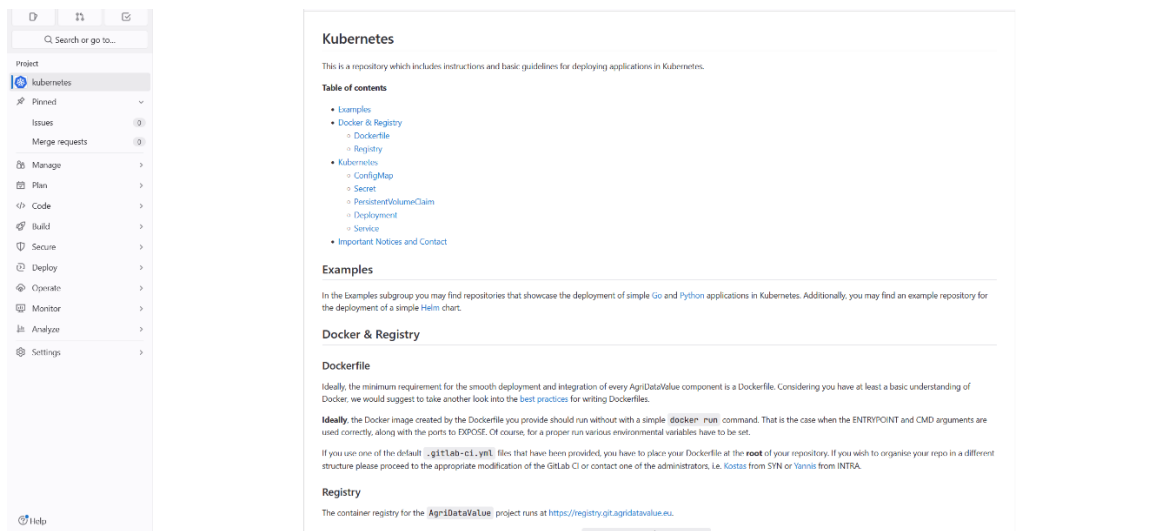 Search or go to...
Project
kubernetes
Pinned
Issues 0
Merge requests 0
Manage
Plan
Code
Build
Secure
Deploy
Operate
Monitor
Analyze
Settings
Help
Kubernetes
This is a repository which includes instructions and basic guidelines for deploying applications in Kubernetes.
Table of contents
Examples
Docker & Registry
Dockerfile
Registry
Kubernetes
ConfigMap
Secret
PersistentVolumeClaim
Deployment
Service
Important Notices and Contact
Examples
In the Examples subgroup you may find repositories that showcase the deployment of simple Go and Python applications in Kubernetes. Additionally, you may find an example repository for
the deployment of a simple Helm chart.
Docker & Registry
Dockerfile
Ideally, the minimum requirement for the smooth deployment and integration of every AgriDataValue component is a Dockerfile. Considering you have at least a basic understanding of
Docker, we would suggest to take another look into the best practices for writing Dockerfiles.
Ideally, the Docker image created by the Dockerfile you provide should run without with a simple docker run command. That is the case when the ENTRYPOINT and CMD arguments are
used correctly, along with the ports to EXPOSE. Of course, for a proper run various environmental variables have to be set.
If you use one of the default .gitlab-ci.yml files that have been provided, you have to place your Dockerfile at the root of your repository. If you wish to organise your repo in a different
structure please proceed to the appropriate modification of the GitLab CI or contact one of the administrators, i.e. Kostas from SYN or Yannis from INTRA.
Registry
The container registry for the AgriDataValue project runs at https://registry.git.agridatavalue.eu.